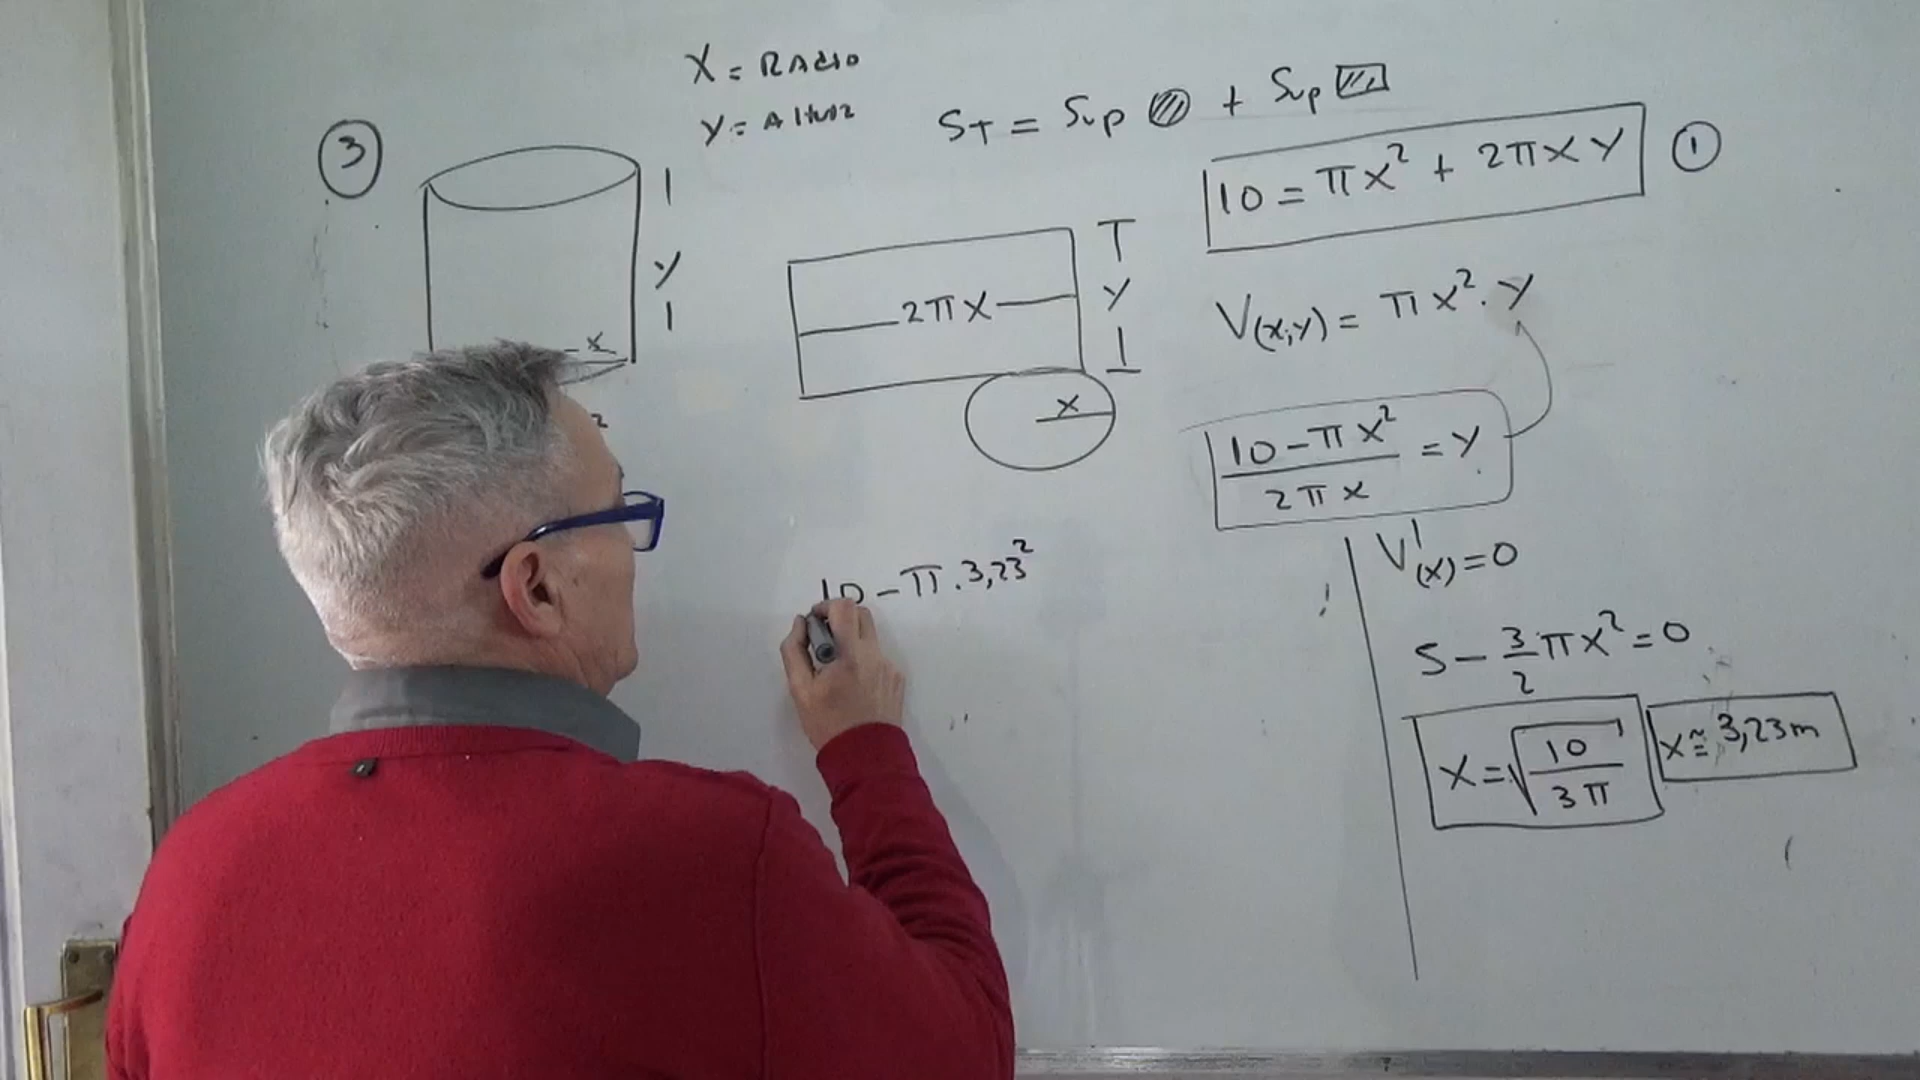 X = RADIO
Y = Altura
ST = Sup + Sup
3
10 = πx² + 2πxy
1
y
x
2πx
y
x
V(x,y) = πx².y
10 - πx² / 2πx = y
V'(x) = 0
10 - π.3,23²
5 - 3/2 πx² = 0
x = √10/3π
x ≈ 3,23m